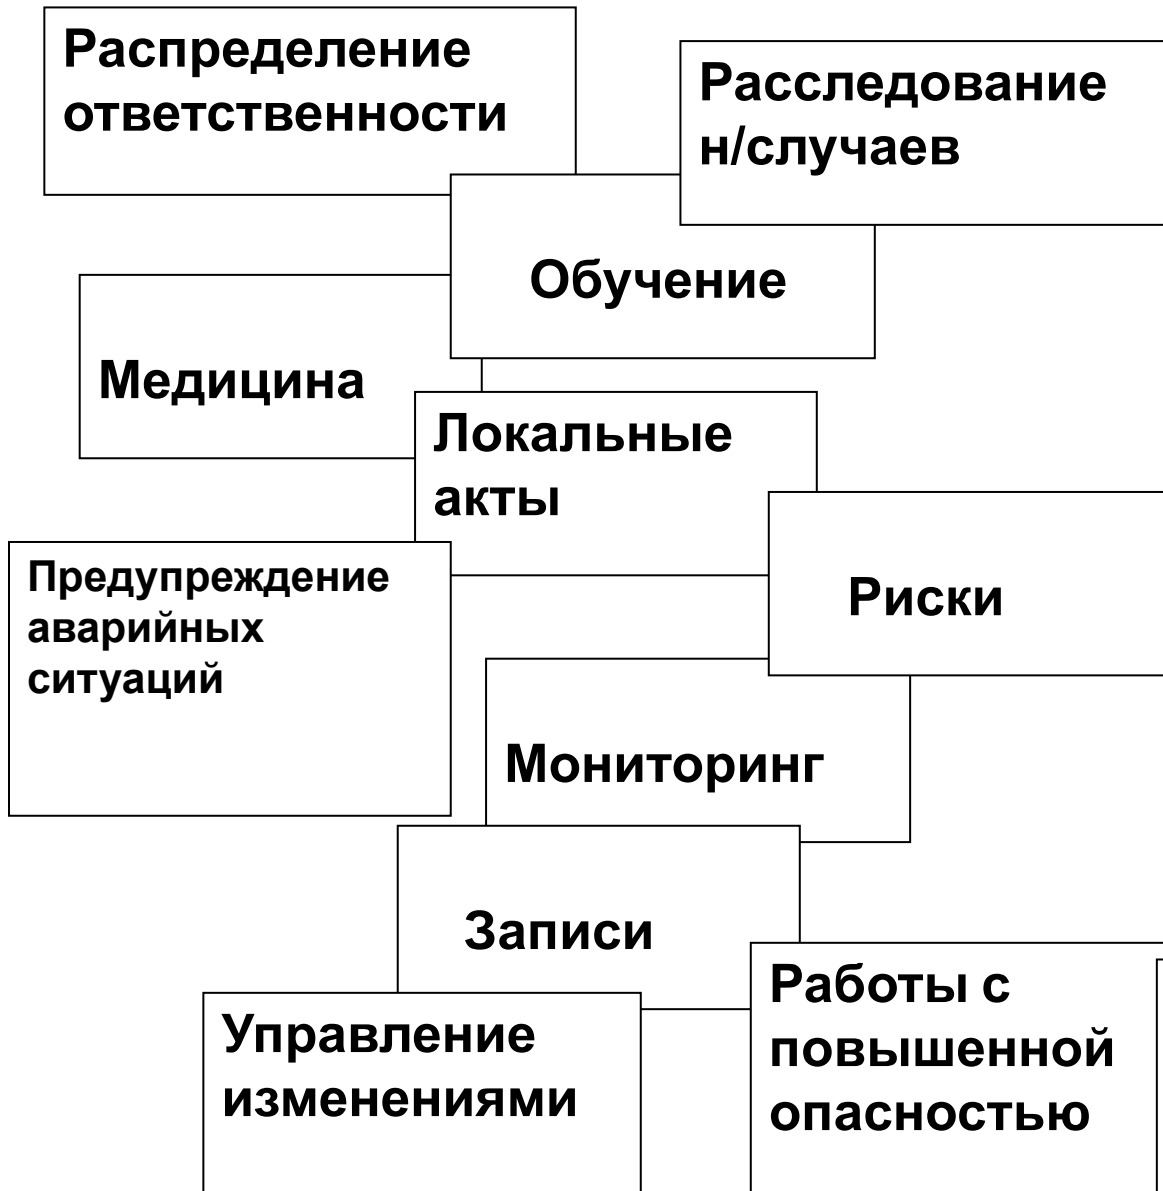 Распределение
ответственности
Расследование
н/случаев
Обучение
Медицина
Локальные
акты
Предупреждение
аварийных
ситуаций
Риски
Мониторинг
Записи
Управление
изменениями
Работы с
повышенной
опасностью